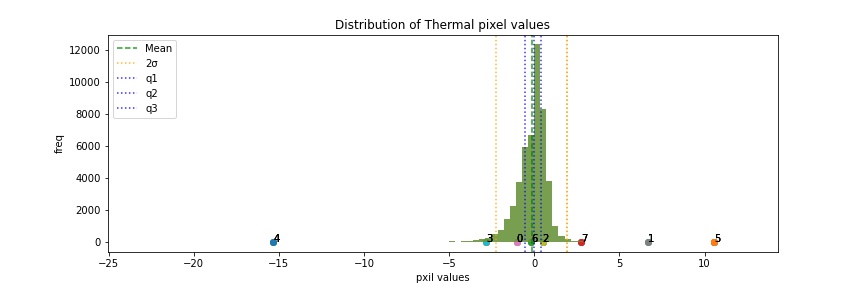 Distribution of Thermal pixel values
12000
10000
8000
6000
4000
2000
0
freq
Mean
2σ
q1
q2
q3
4
3
0
6
2
7
1
5
−25
−20
−15
−10
−5
0
5
10
pxil values